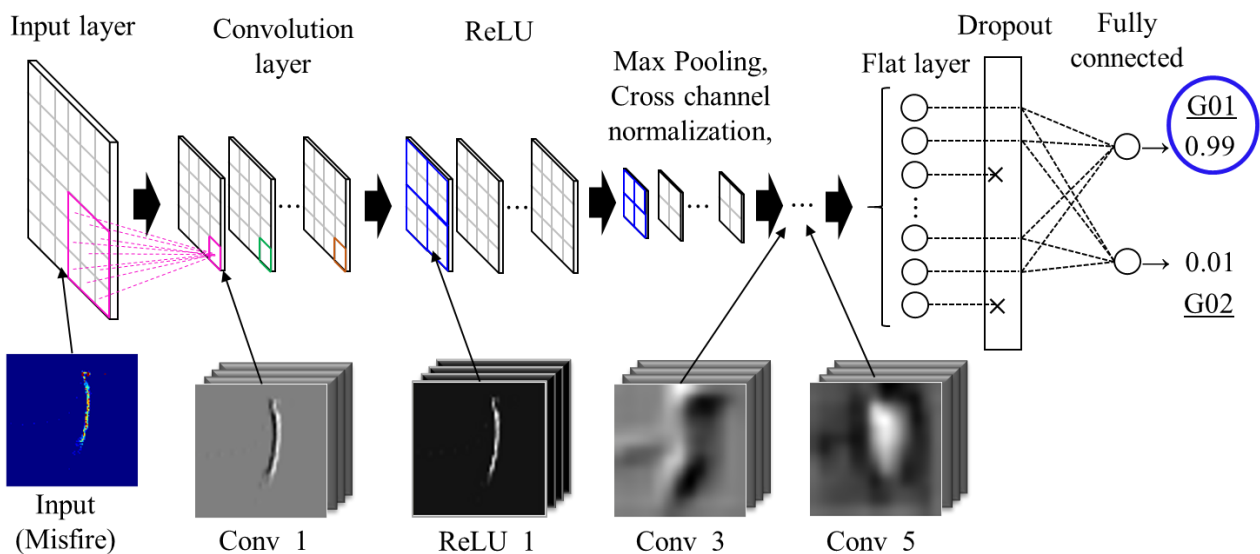 Input layer
Convolution
layer
ReLU
Max Pooling,
Cross channel
normalization,
Flat layer
Dropout
Fully
connected
G01
0.99
0.01
G02
...
...
...
...
Input
(Misfire)
Conv 1
ReLU 1
Conv 3
Conv 5